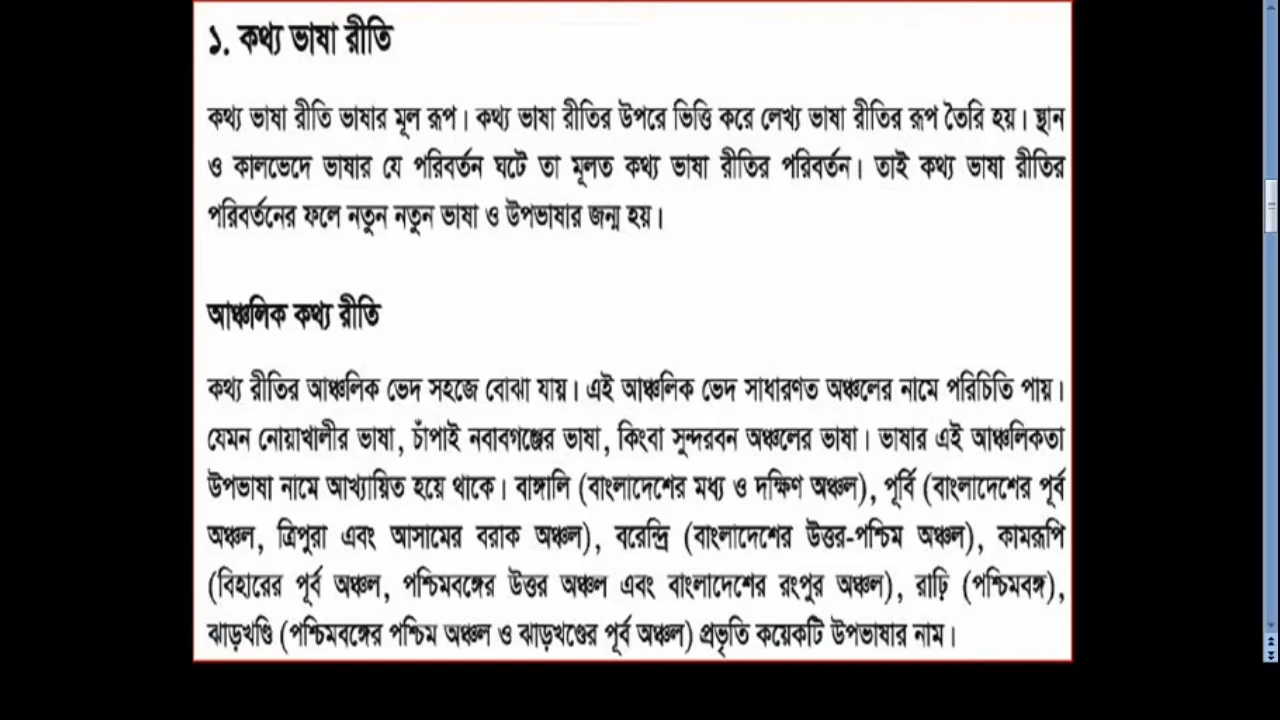 ১. কথ্য ভাষা রীতি
কথ্য ভাষা রীতি ভাষার মূল রূপ। কথ্য ভাষা রীতির উপরে ভিত্তি করে লেখ্য ভাষা রীতির রূপ তৈরি হয়। স্থান
ও কালভেদে ভাষার যে পরিবর্তন ঘটে তা মূলত কথ্য ভাষা রীতির পরিবর্তন। তাই কথ্য ভাষা রীতির
পরিবর্তনের ফলে নতুন নতুন ভাষা ও উপভাষার জন্ম হয়।
আঞ্চলিক কথ্য রীতি
কথ্য রীতির আঞ্চলিক ভেদ সহজে বোঝা যায়। এই আঞ্চলিক ভেদ সাধারণত অঞ্চলের নামে পরিচিতি পায়।
যেমন নোয়াখালীর ভাষা, চাঁপাই নবাবগঞ্জের ভাষা, কিংবা সুন্দরবন অঞ্চলের ভাষা। ভাষার এই আঞ্চলিকতা
উপভাষা নামে আখ্যায়িত হয়ে থাকে। বাঙ্গালি (বাংলাদেশের মধ্য ও দক্ষিণ অঞ্চল), পূর্বি (বাংলাদেশের পূর্ব
অঞ্চল, ত্রিপুরা এবং আসামের বরাক অঞ্চল), বরেন্দ্রি (বাংলাদেশের উত্তর-পশ্চিম অঞ্চল), কামরূপি
(বিহারের পূর্ব অঞ্চল, পশ্চিমবঙ্গের উত্তর অঞ্চল এবং বাংলাদেশের রংপুর অঞ্চল), রাঢ়ি (পশ্চিমবঙ্গ),
ঝাড়খণ্ডি (পশ্চিমবঙ্গের পশ্চিম অঞ্চল ও ঝাড়খণ্ডের পূর্ব অঞ্চল) প্রভৃতি কয়েকটি উপভাষার নাম।